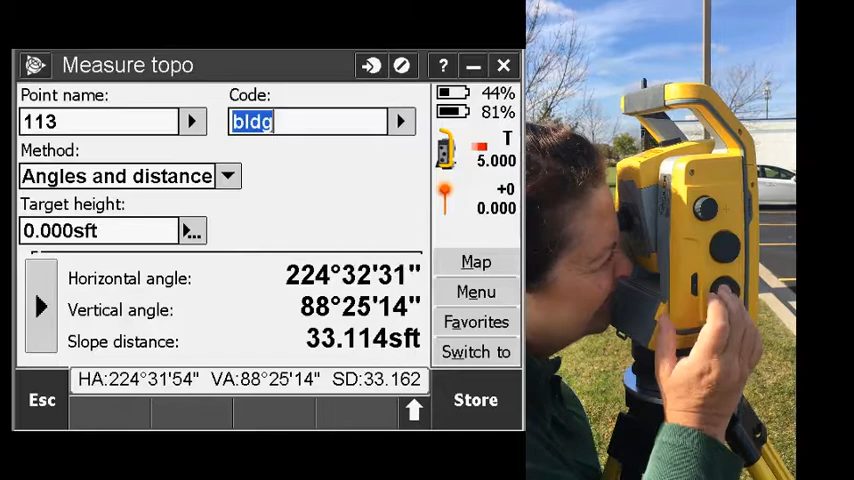 Measure topo
?
Point name:
Code:
44%
81%
113
bldg
T
5.000
Method:
Angles and distance
+0
0.000
Target height:
0.000sft
...
Horizontal angle: 224°32'31"
Vertical angle: 88°25'14"
Slope distance: 33.114sft
Map
Menu
Favorites
Switch to
HA:224°31'54" VA:88°25'14" SD:33.162
Esc
Store